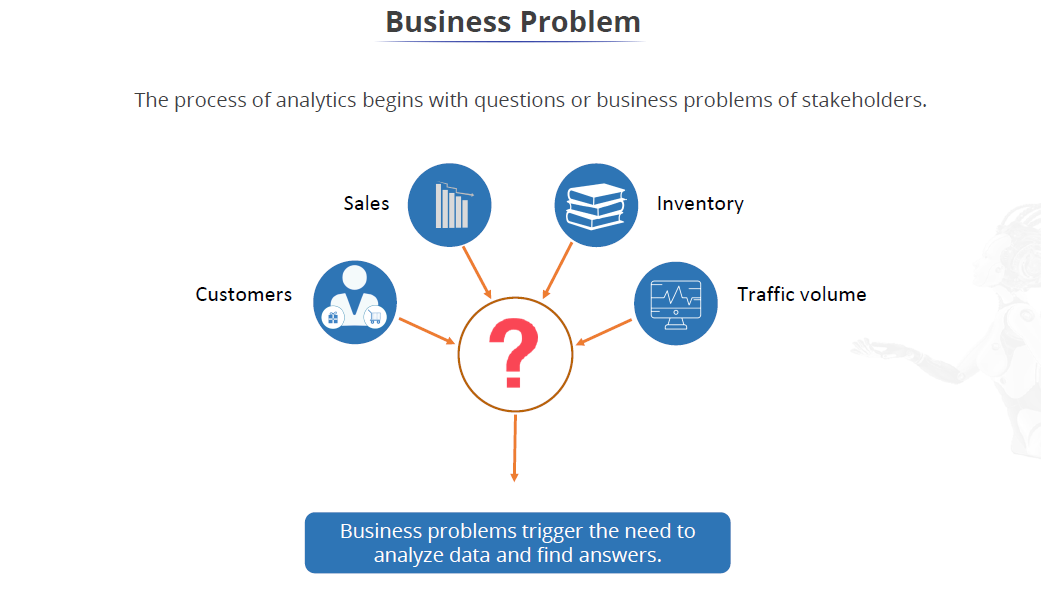 Business Problem
The process of analytics begins with questions or business problems of stakeholders.
Sales
Inventory
Customers
Traffic volume
?
Business problems trigger the need to
analyze data and find answers.